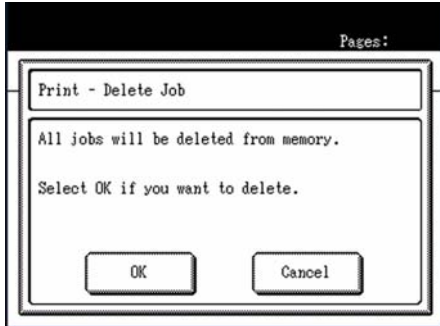 Pages:
Print - Delete Job
All jobs will be deleted from memory.
Select OK if you want to delete.
OK
Cancel